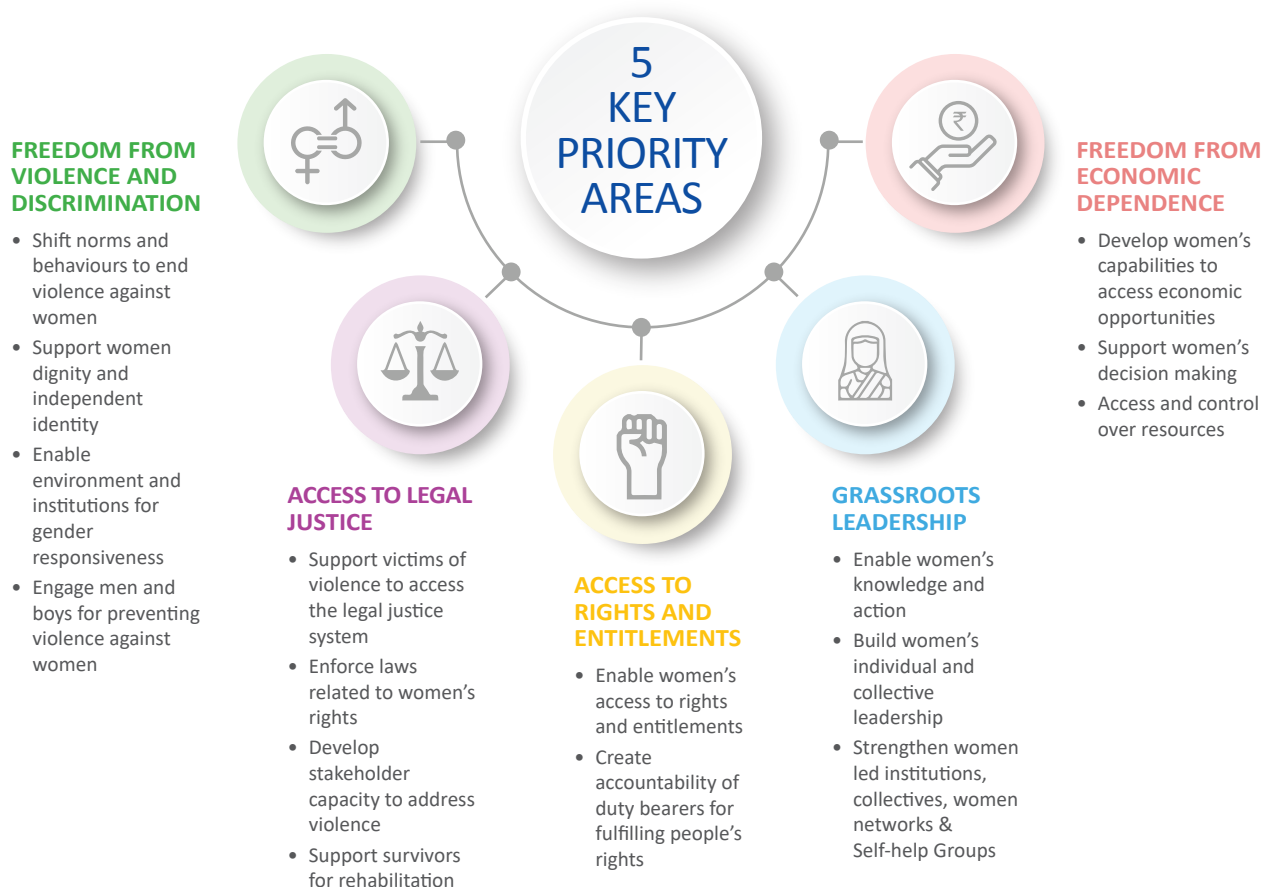 5
KEY
PRIORITY
AREAS
FREEDOM FROM
VIOLENCE AND
DISCRIMINATION
• Shift norms and
behaviours to end
violence against
women
• Support women
dignity and
independent
identity
• Enable
environment and
institutions for
gender
responsiveness
• Engage men and
boys for preventing
violence against
women
ACCESS TO LEGAL
JUSTICE
• Support victims of
violence to access
the legal justice
system
• Enforce laws
related to women's
rights
• Develop
stakeholder
capacity to address
violence
• Support survivors
for rehabilitation
ACCESS TO
RIGHTS AND
ENTITLEMENTS
• Enable women's
access to rights
and entitlements
• Create
accountability of
duty bearers for
fulfilling people's
rights
GRASSROOTS
LEADERSHIP
• Enable women's
knowledge and
action
• Build women's
individual and
collective
leadership
• Strengthen women
led institutions,
collectives, women
networks &
Self-help Groups
₹
FREEDOM FROM
ECONOMIC
DEPENDENCE
• Develop women's
capabilities to
access economic
opportunities
• Support women's
decision making
• Access and control
over resources